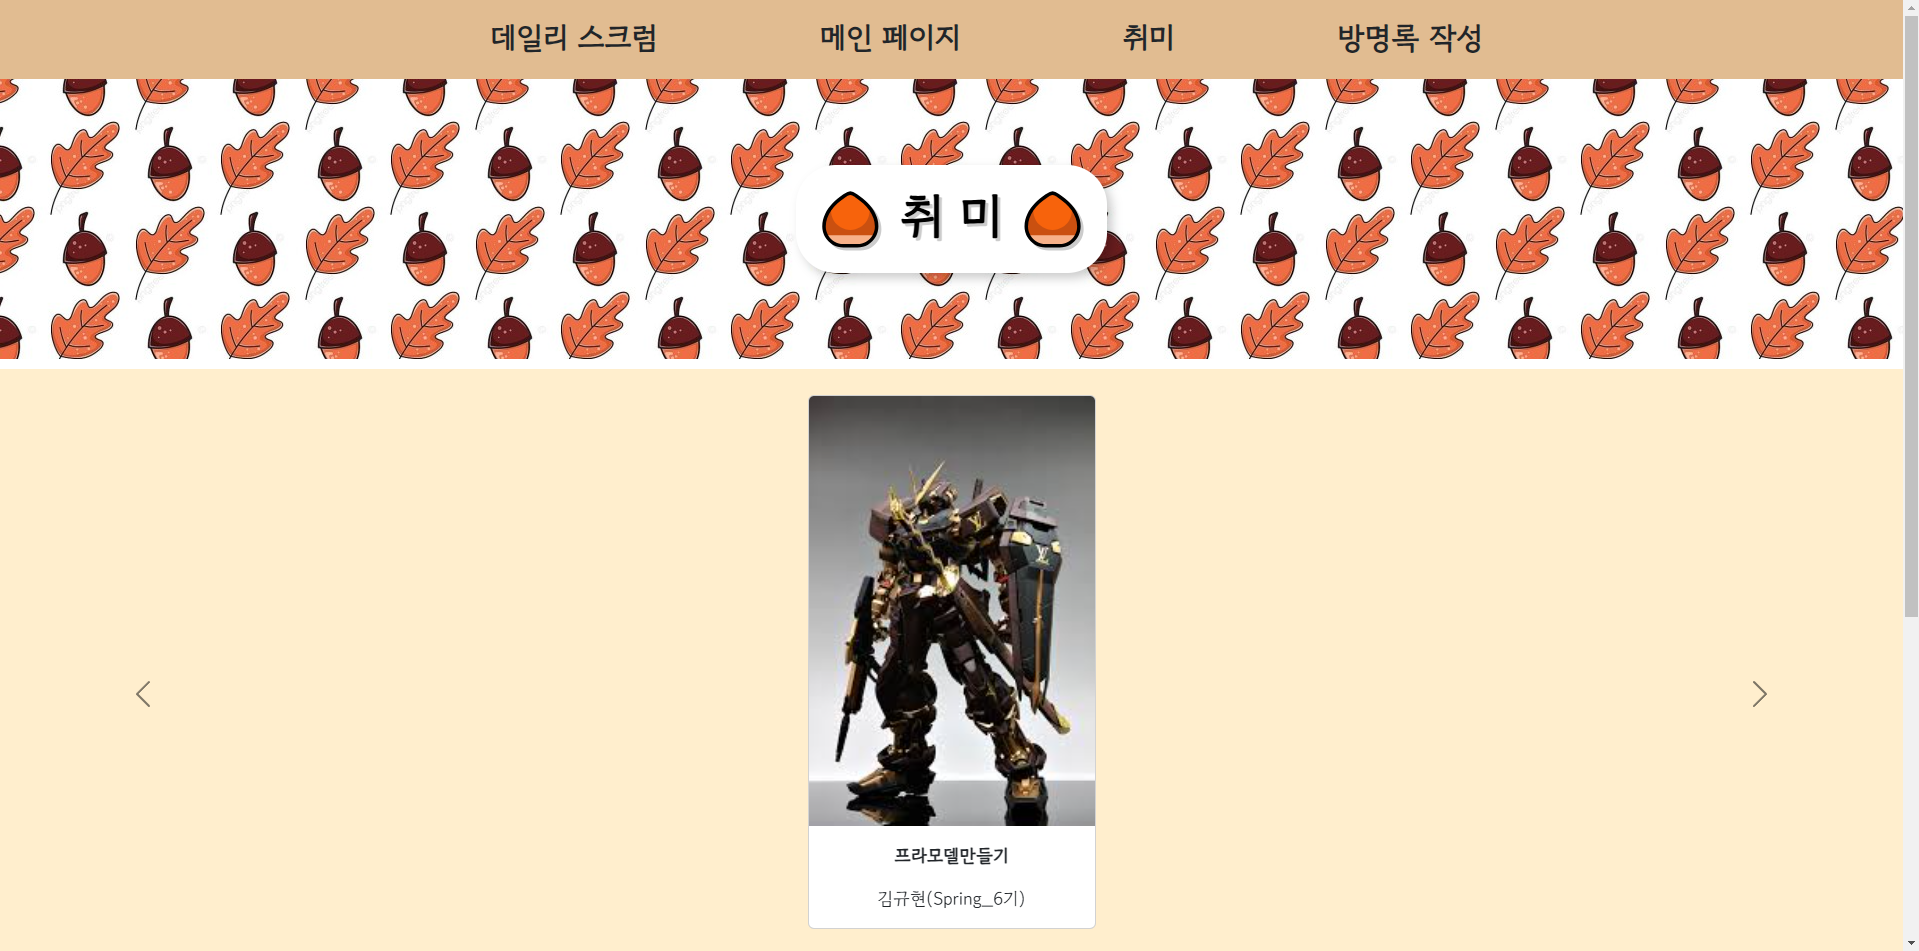 데일리 스크럼 메인 페이지 취미 방명록 작성
취 미
프라모델만들기
김규현(Spring_6기)